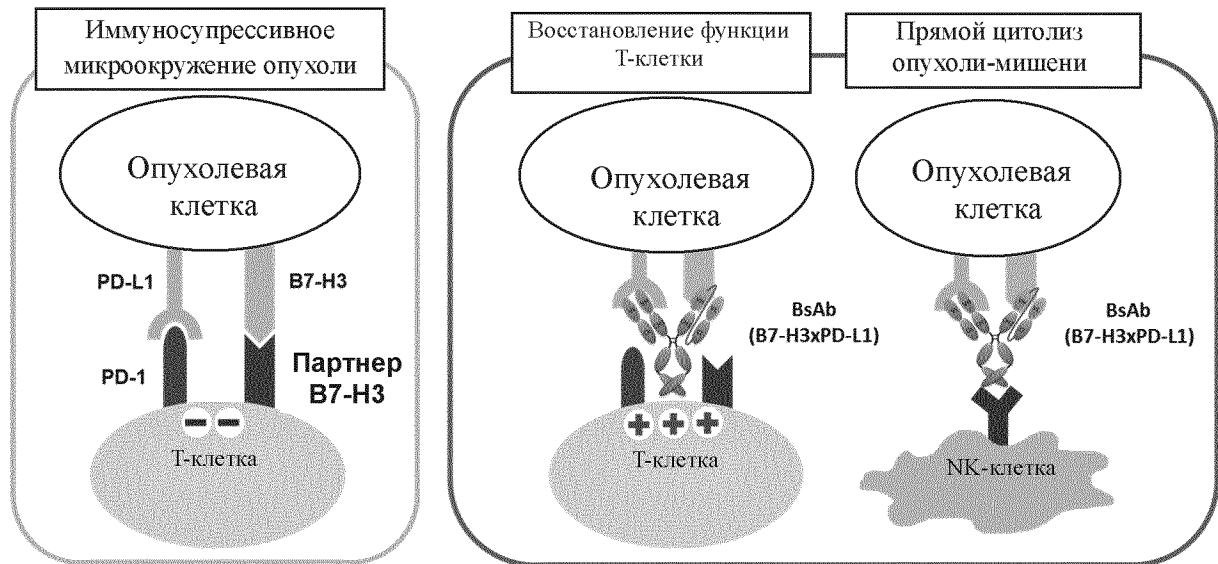 Иммуносупрессивное
микроокружение опухоли
Опухолевая
клетка
PD-L1
B7-H3
PD-1
Партнер
B7-H3
Т-клетка
Восстановление функции
Т-клетки
Опухолевая
клетка
BsAb
(B7-H3xPD-L1)
Т-клетка
Прямой цитолиз
опухоли-мишени
Опухолевая
клетка
BsAb
(B7-H3xPD-L1)
NK-клетка